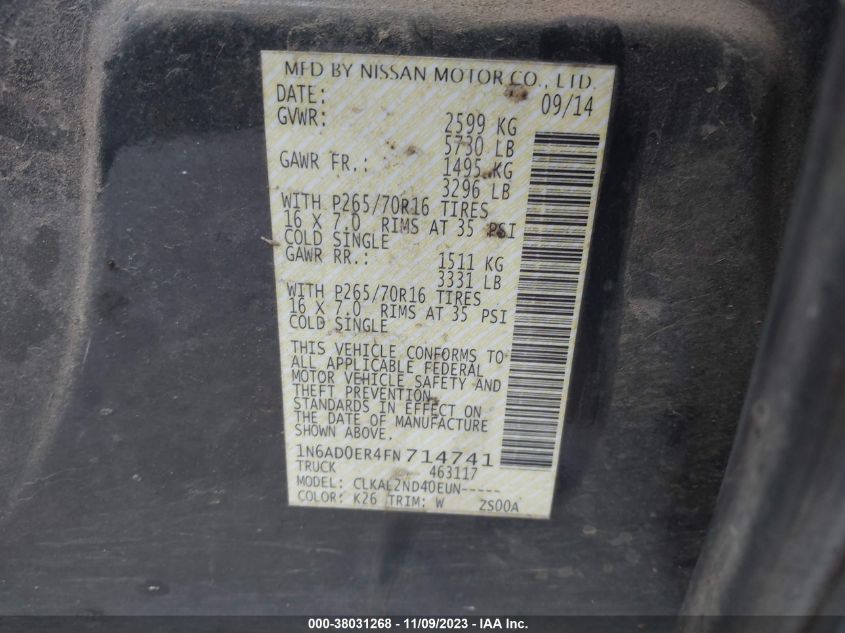 MFD BY NISSAN MOTOR CO., LTD.
DATE: 09/14
GVWR: 2599 KG
5730 LB
GAWR FR.: 1495 KG
3296 LB
WITH P265/70R16 TIRES
16 X 7.0 RIMS AT 35 PSI
COLD SINGLE
GAWR RR.: 1511 KG
3331 LB
WITH P265/70R16 TIRES
16 X 7.0 RIMS AT 35 PSI
COLD SINGLE
THIS VEHICLE CONFORMS TO
ALL APPLICABLE FEDERAL
MOTOR VEHICLE SAFETY AND
THEFT PREVENTION
STANDARDS IN EFFECT ON
THE DATE OF MANUFACTURE
SHOWN ABOVE.
1N6AD0ER4FN714741
TRUCK 463117
MODEL: CLKAL2ND40EUN-----
COLOR: K26 TRIM: W ZS00A
000-38031268 - 11/09/2023 - IAA Inc.